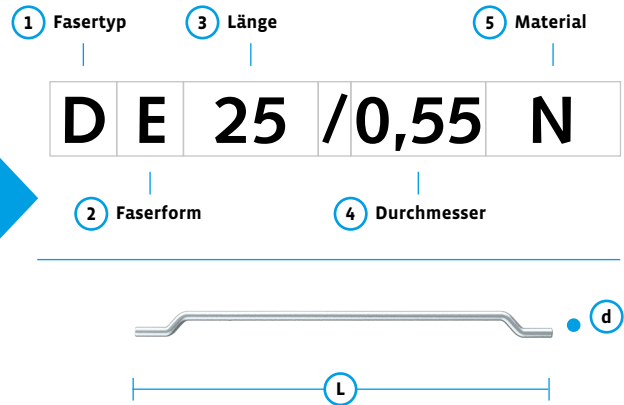 1 Fasertyp 3 Länge 5 Material
D E 25 /0,55 N
2 Faserform 4 Durchmesser
d
L